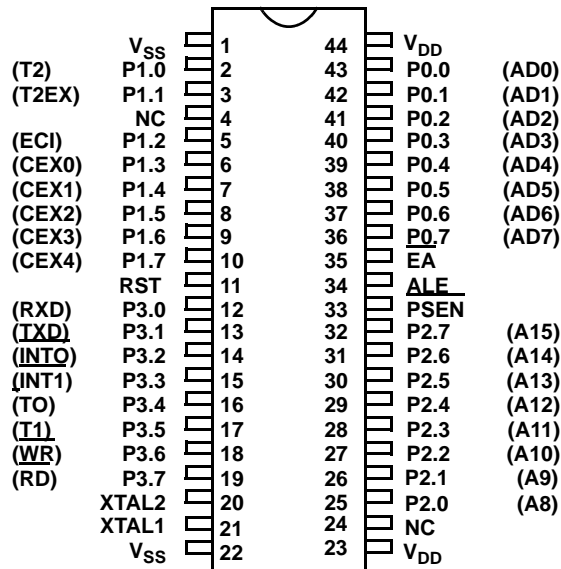 VSS 1 44 VDD
(T2) P1.0 2 43 P0.0 (AD0)
(T2EX) P1.1 3 42 P0.1 (AD1)
NC 4 41 P0.2 (AD2)
(ECI) P1.2 5 40 P0.3 (AD3)
(CEX0) P1.3 6 39 P0.4 (AD4)
(CEX1) P1.4 7 38 P0.5 (AD5)
(CEX2) P1.5 8 37 P0.6 (AD6)
(CEX3) P1.6 9 36 P0.7 (AD7)
(CEX4) P1.7 10 35 EA
RST 11 34 ALE
(RXD) P3.0 12 33 PSEN
(TXD) P3.1 13 32 P2.7 (A15)
(INTO) P3.2 14 31 P2.6 (A14)
(INT1) P3.3 15 30 P2.5 (A13)
(TO) P3.4 16 29 P2.4 (A12)
(T1) P3.5 17 28 P2.3 (A11)
(WR) P3.6 18 27 P2.2 (A10)
(RD) P3.7 19 26 P2.1 (A9)
XTAL2 20 25 P2.0 (A8)
XTAL1 21 24 NC
VSS 22 23 VDD